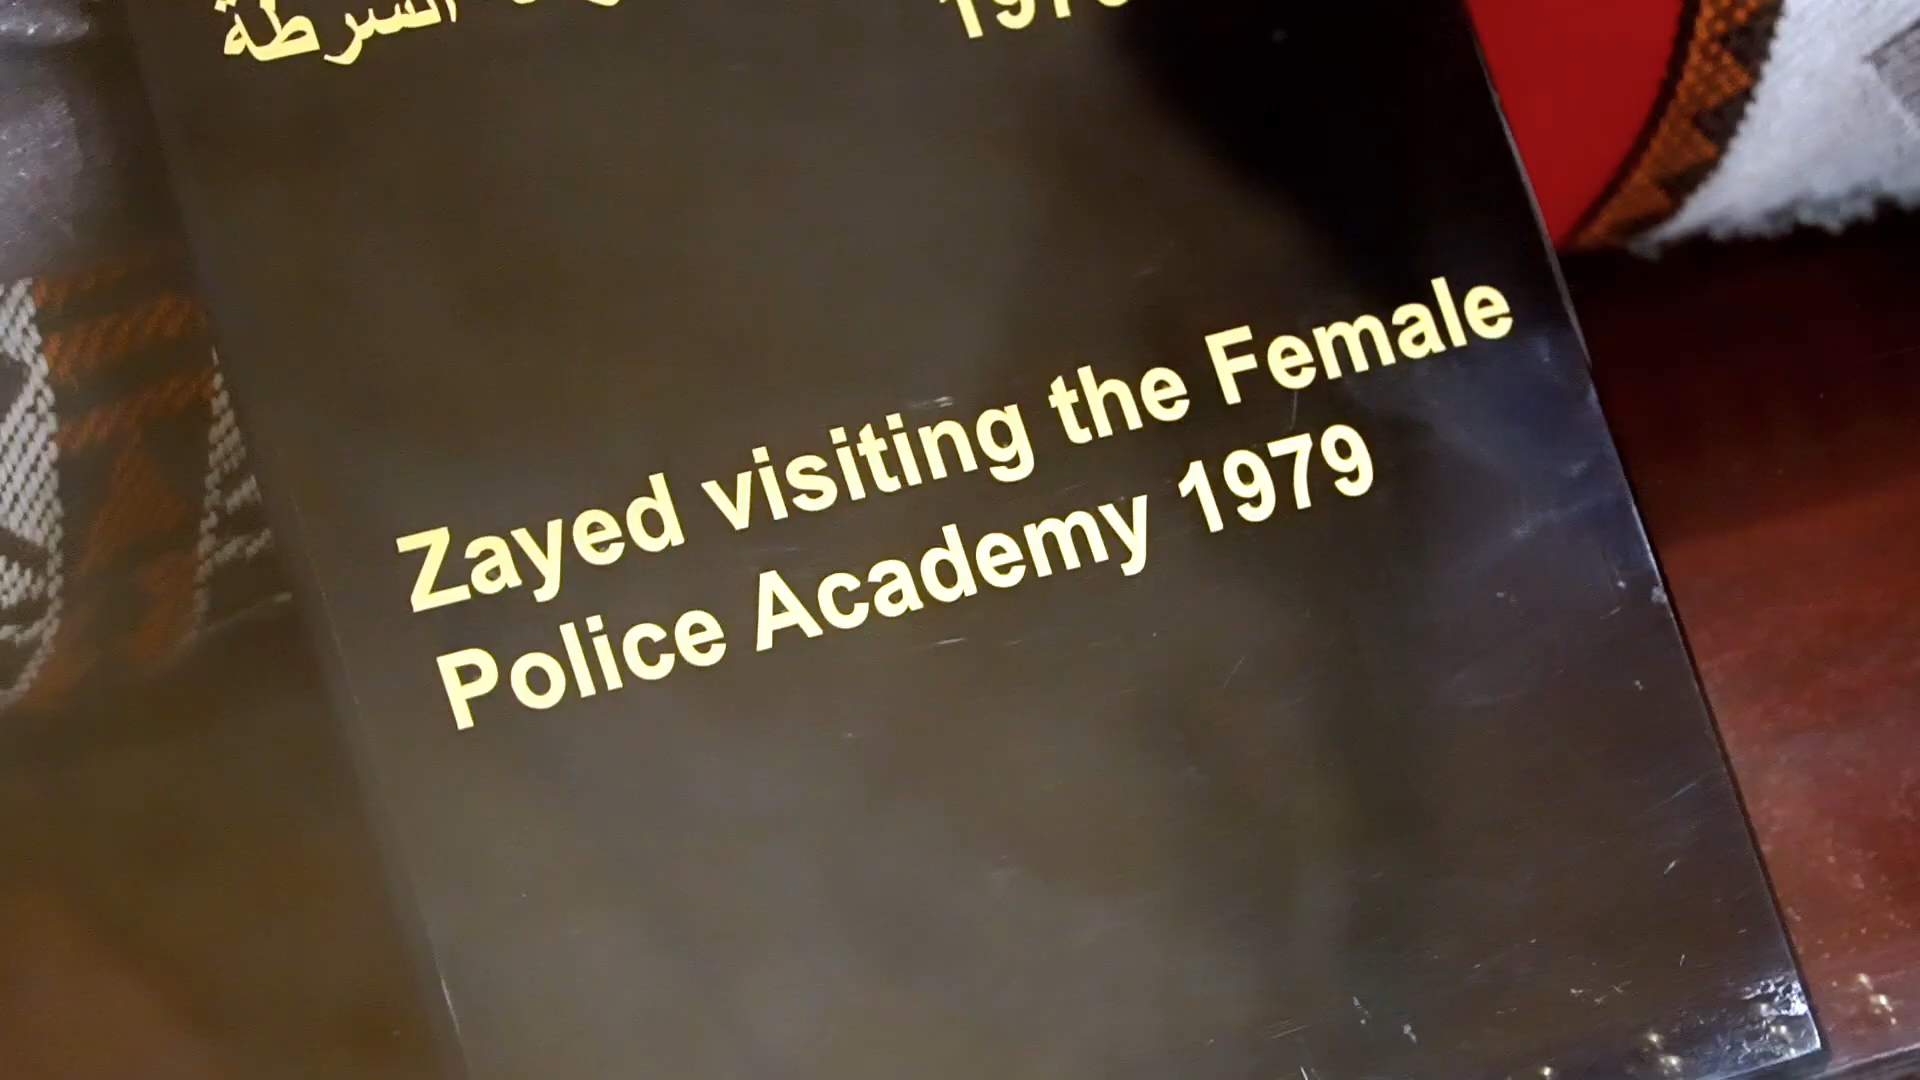 الشرطة
Zayed visiting the Female
Police Academy 1979